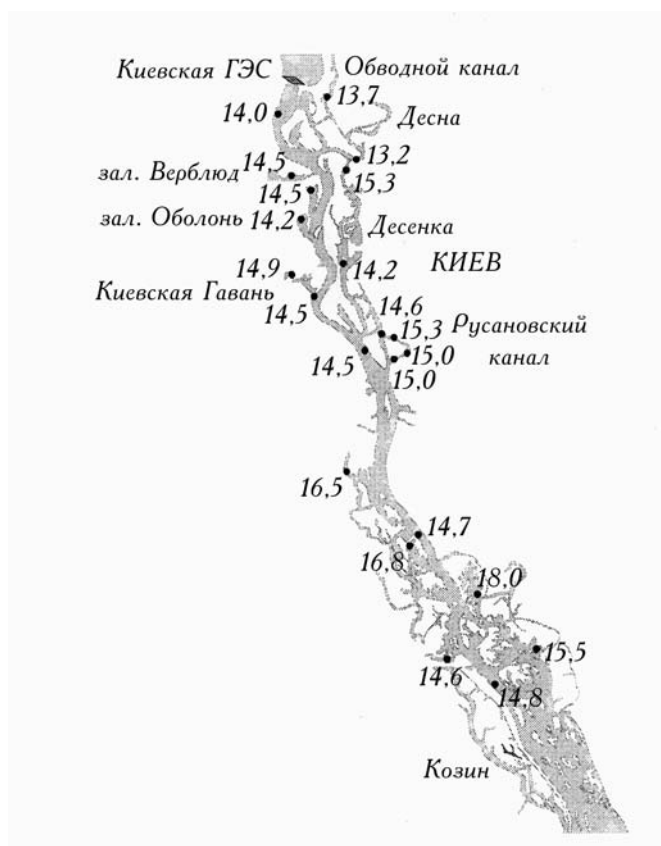 Киевская ГЭС
Обводной канал
13,7
14,0
Десна
13,2
14,5
зал. Верблюд
15,3
14,5
зал. Оболонь
14,2
Десенка
14,9
14,2
КИЕВ
Киевская Гавань
14,5
14,6
15,3
Русановский
канал
15,0
14,5
15,0
16,5
14,7
16,8
18,0
15,5
14,6
14,8
Козин